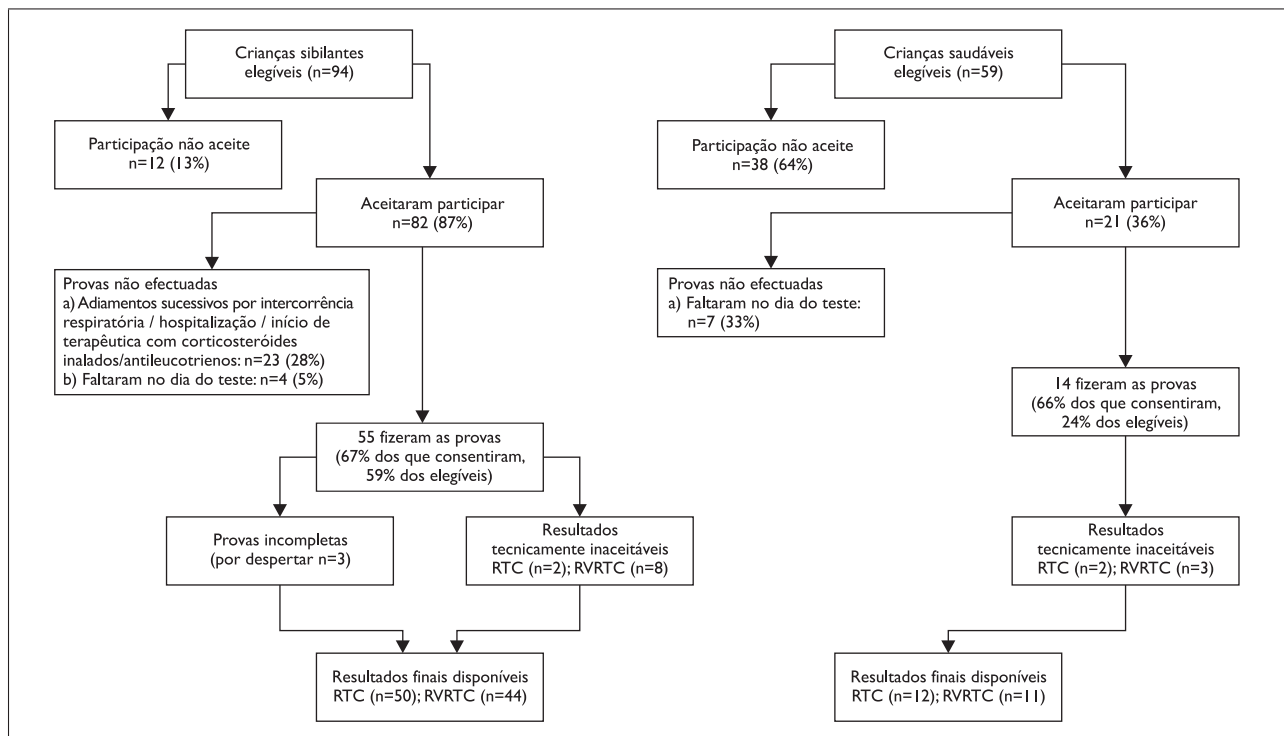 Crianças sibilantes
elegíveis (n=94)
Participação não aceite
n=12 (13%)
Aceitaram participar
n=82 (87%)
Provas não efectuadas
a) Adiamentos sucessivos por intercorrência
respiratória / hospitalização / início de
terapêutica com corticosteróides
inalados/antileucotrienos: n=23 (28%)
b) Faltaram no dia do teste: n=4 (5%)
55 fizeram as provas
(67% dos que consentiram,
59% dos elegíveis)
Provas incompletas
(por despertar n=3)
Resultados
tecnicamente inaceitáveis
RTC (n=2); RVRTC (n=8)
Resultados finais disponíveis
RTC (n=50); RVRTC (n=44)
Crianças saudáveis
elegíveis (n=59)
Participação não aceite
n=38 (64%)
Aceitaram participar
n=21 (36%)
Provas não efectuadas
a) Faltaram no dia do teste:
n=7 (33%)
14 fizeram as provas
(66% dos que consentiram,
24% dos elegíveis)
Resultados
tecnicamente inaceitáveis
RTC (n=2); RVRTC (n=3)
Resultados finais disponíveis
RTC (n=12); RVRTC (n=11)